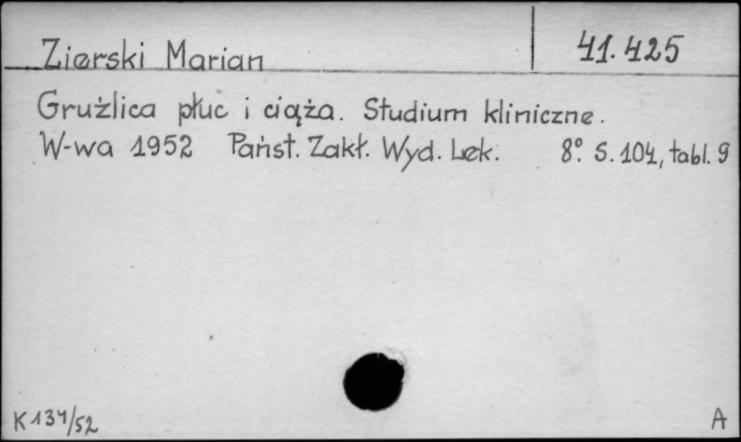 Zierski Marian 41.425
Gruźlica płuc i ciąża. Studium kliniczne.
W-wa 1952 Państ. Zakł. Wyd. Lek. 8° S. 104, tabl. 9
K 134/52 A